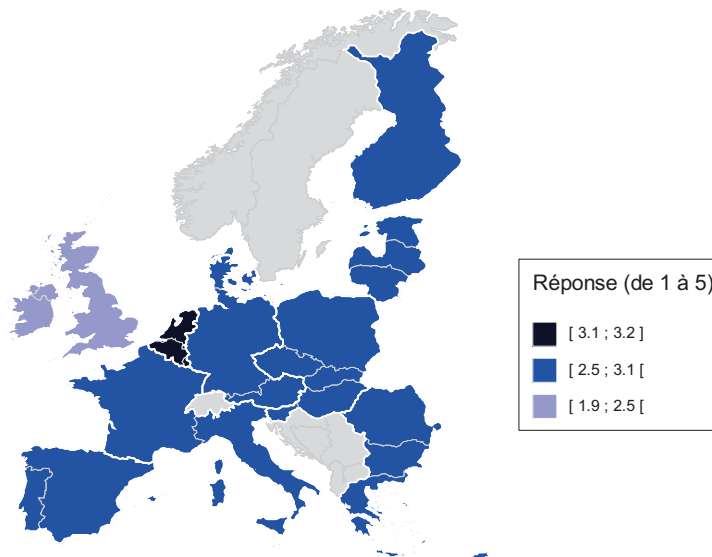 Réponse (de 1 à 5)
[ 3.1 ; 3.2 ]
[ 2.5 ; 3.1 [
[ 1.9 ; 2.5 [